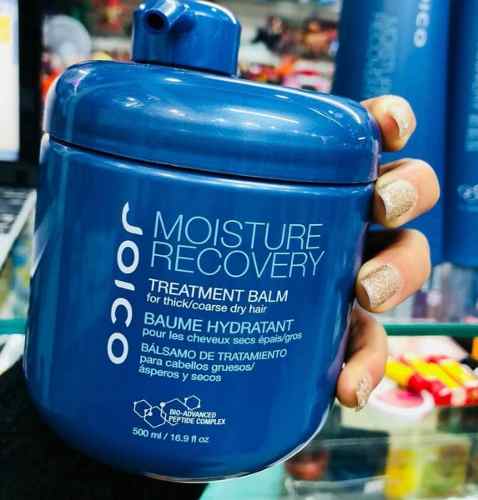 JOICO
MOISTURE
RECOVERY
TREATMENT BALM
for thick/coarse dry hair
BAUME HYDRATANT
pour les cheveux secs épais/gros
BÁLSAMO DE TRATAMIENTO
para cabellos gruesos/
ásperos y secos
BIO-ADVANCED
PEPTIDE COMPLEX
500 ml / 16.9 fl oz
JOICO